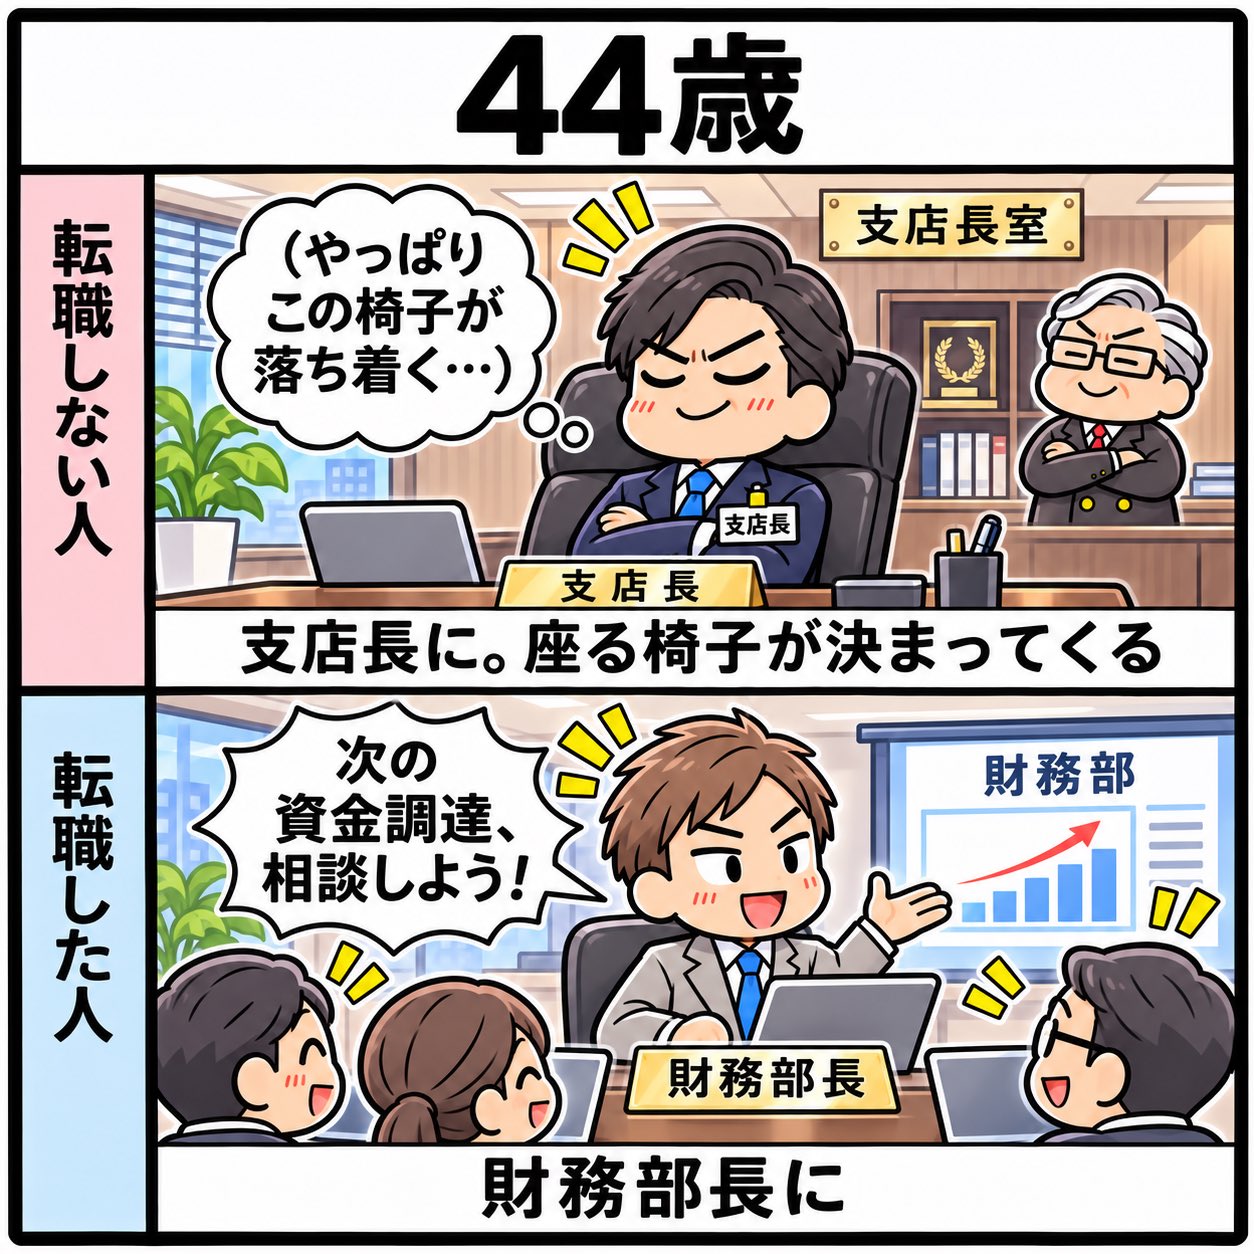 44歳
転職しない人
(やっぱり
この椅子が
落ち着く…)
支店長室
支店長
支店長
支店長に。座る椅子が決まってくる
転職した人
次の
資金調達、
相談しよう!
財務部
財務部長
財務部長に